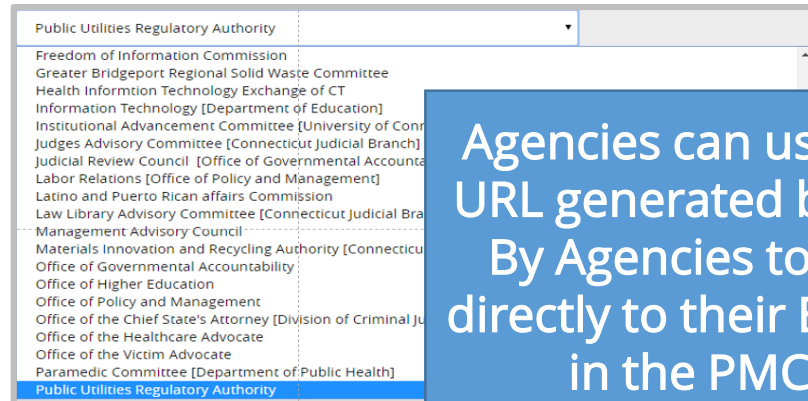 Public Utilities Regulatory Authority
Freedom of Information Commission
Greater Bridgeport Regional Solid Waste Committee
Health Informtion Technology Exchange of CT
Information Technology [Department of Education]
Institutional Advancement Committee [University of Conn
Judges Advisory Committee [Connecticut Judicial Branch]
Judicial Review Council [Office of Governmental Accounta
Labor Relations [Office of Policy and Management]
Latino and Puerto Rican affairs Commission
Law Library Advisory Committee [Connecticut Judicial Bra
Management Advisory Council
Materials Innovation and Recycling Authority [Connecticu
Office of Governmental Accountability
Office of Higher Education
Office of Policy and Management
Office of the Chief State's Attorney [Division of Criminal Ju
Office of the Healthcare Advocate
Office of the Victim Advocate
Paramedic Committee [Department of Public Health]
Public Utilities Regulatory Authority
Agencies can us
URL generated b
By Agencies to
directly to their
in the PMC